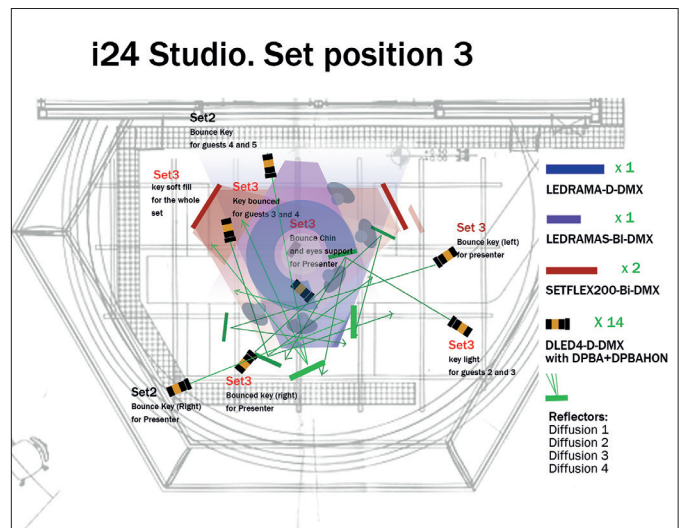 i24 Studio. Set position 3
Set2
Bounce Key
for guests 4 and 5
Set3
key soft fill
for the whole
set
Set3
Key bounced
for guests 3 and 4
Set3
Bounce Chin
and eyes support
for Presenter
Set 3
Bounce key (left)
for presenter
Set3
key light
for guests 2 and 3
Set3
Bounced key (right)
for Presenter
Set2
Bounce Key (Right)
for Presenter
x 1
LEDRAMA-D-DMX
x 1
LEDRAMAS-BI-DMX
x 2
SETFLEX200-Bi-DMX
X 14
DLED4-D-DMX
with DPBA+DPBAHON
Reflectors:
Diffusion 1
Diffusion 2
Diffusion 3
Diffusion 4